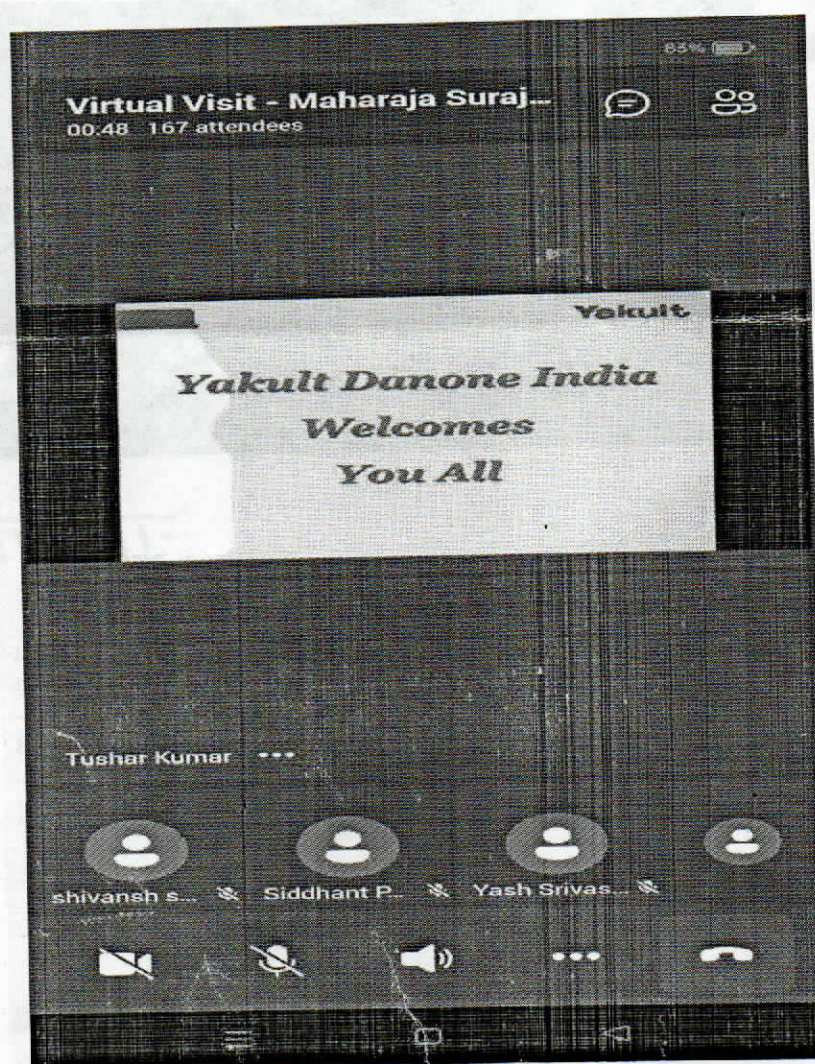 83%
Virtual Visit - Maharaja Suraj...
00:48 167 attendees
Yakult
Yakult Danone India
Welcomes
You All
Tushar Kumar •••
shivansh s... Siddhant P... Yash Srivas...